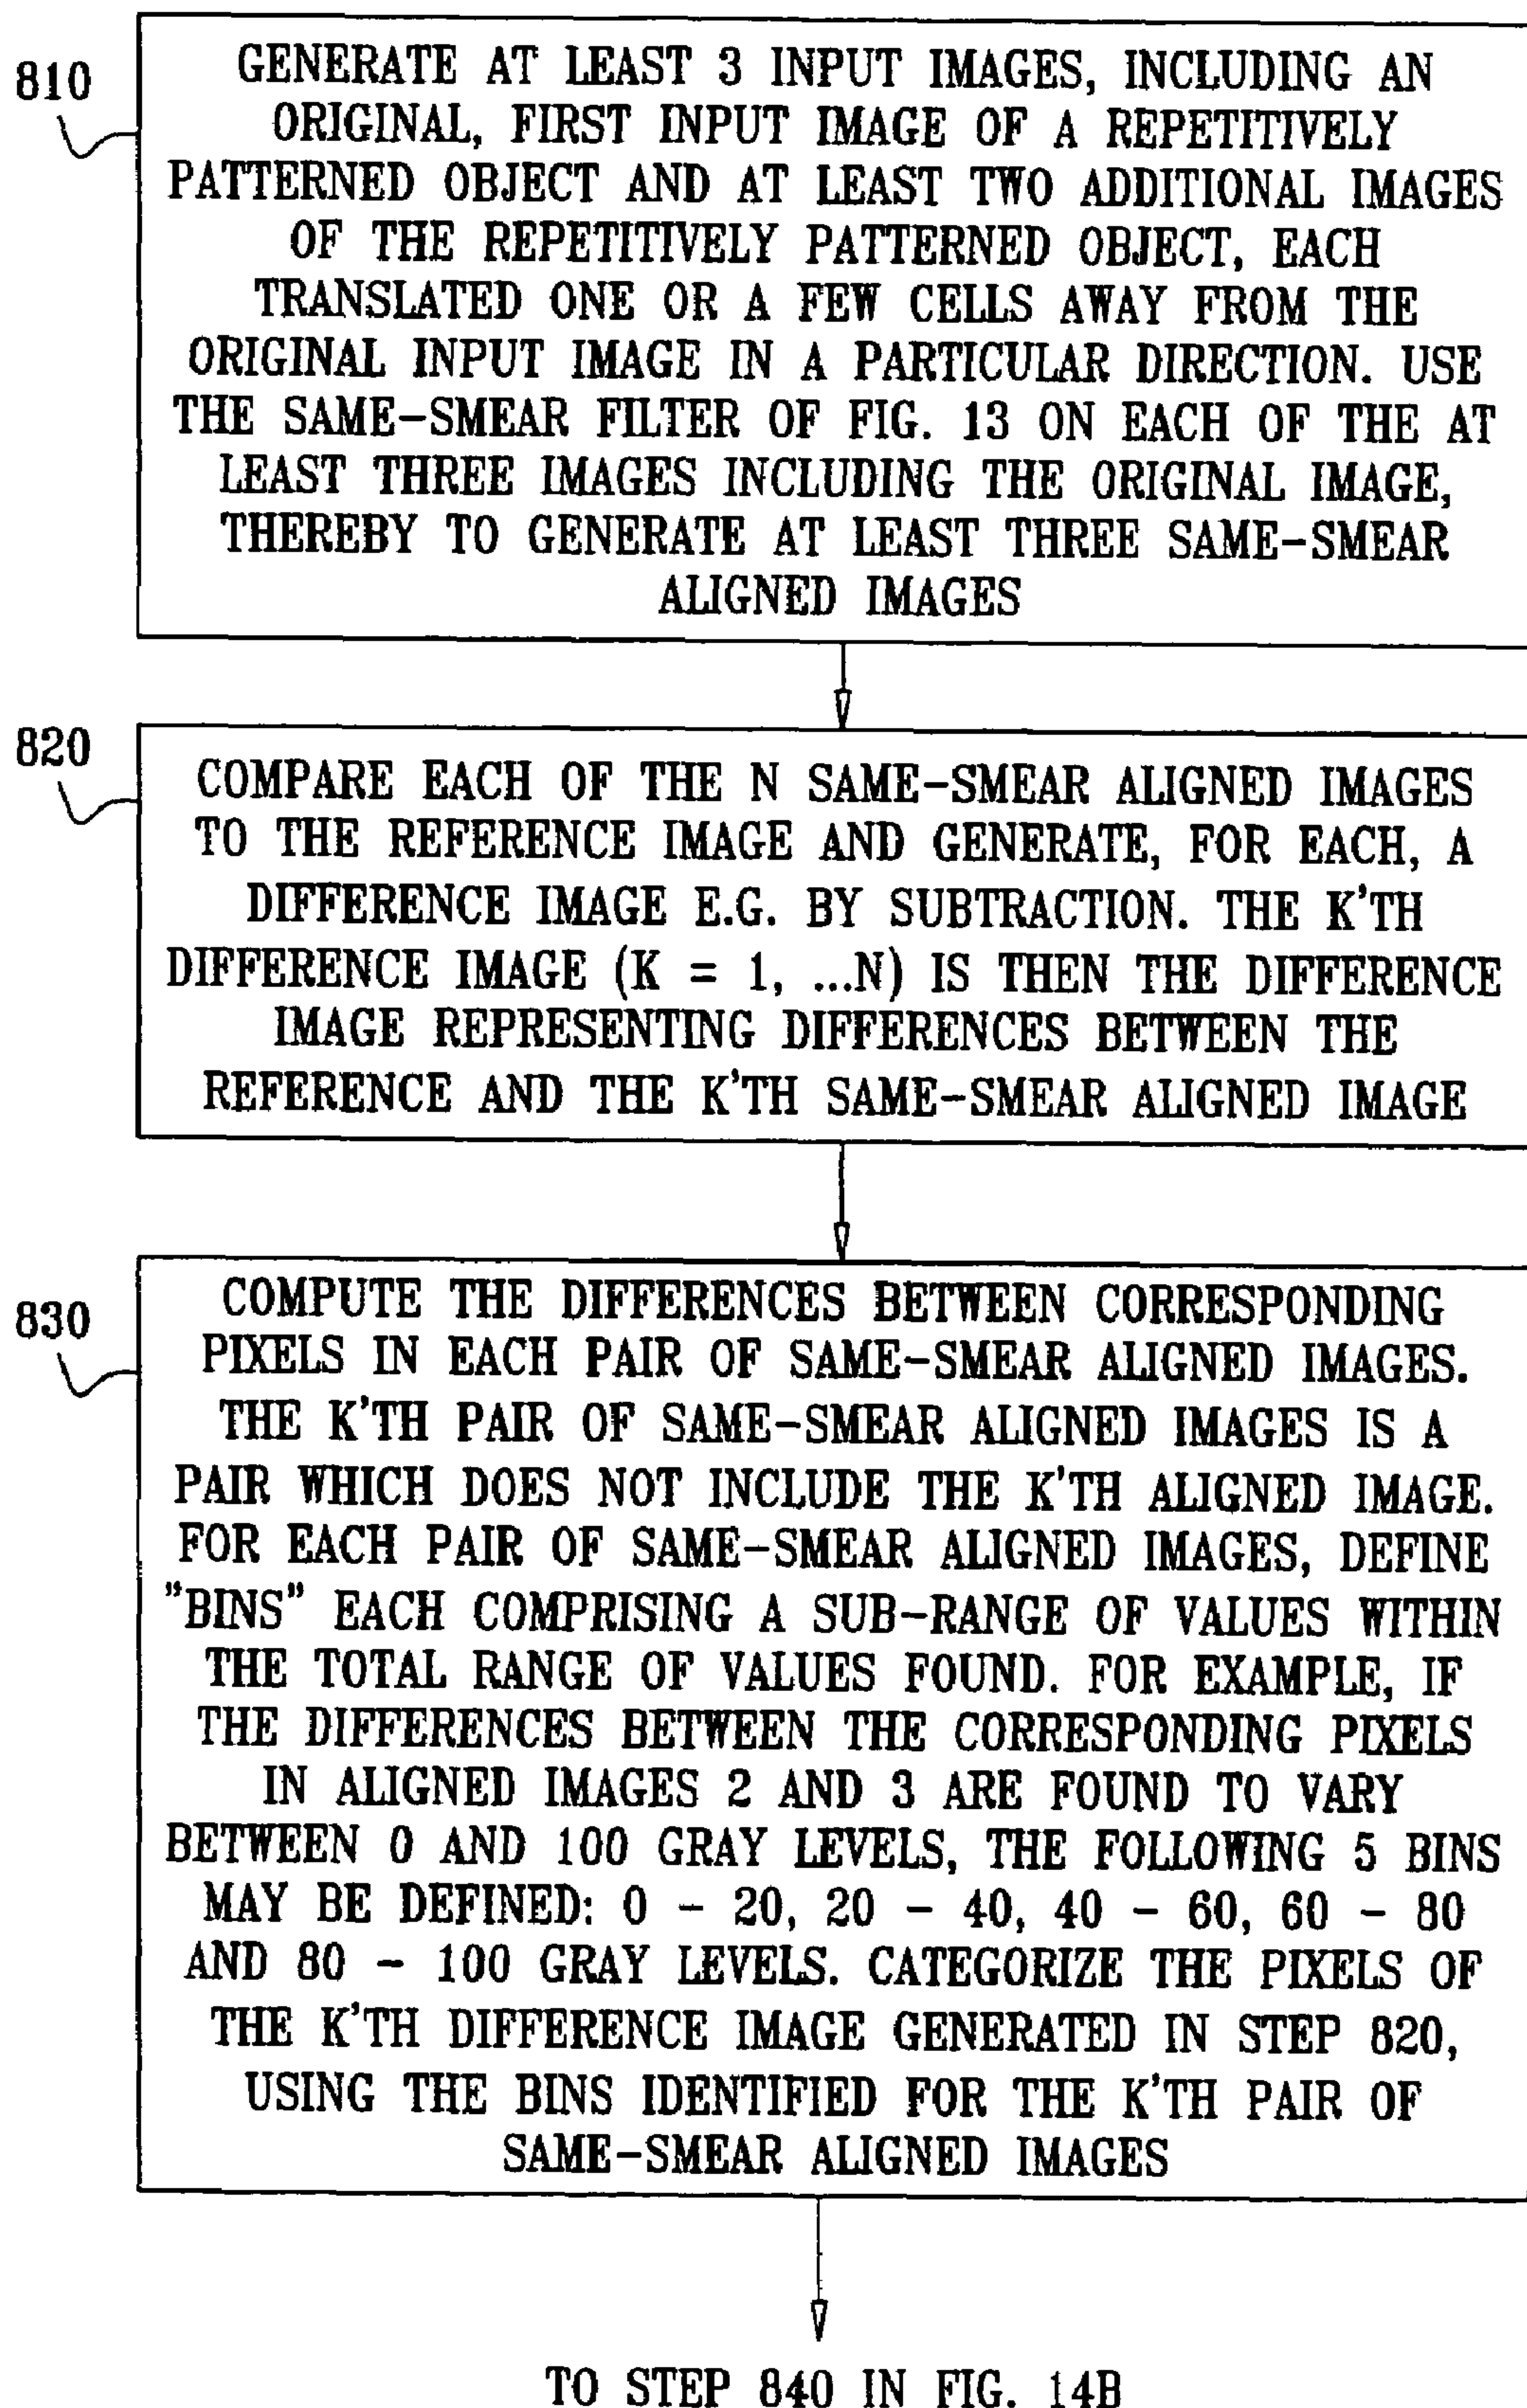 810
GENERATE AT LEAST 3 INPUT IMAGES, INCLUDING AN
ORIGINAL, FIRST INPUT IMAGE OF A REPETITIVELY
PATTERNED OBJECT AND AT LEAST TWO ADDITIONAL IMAGES
OF THE REPETITIVELY PATTERNED OBJECT, EACH
TRANSLATED ONE OR A FEW CELLS AWAY FROM THE
ORIGINAL INPUT IMAGE IN A PARTICULAR DIRECTION. USE
THE SAME-SMEAR FILTER OF FIG. 13 ON EACH OF THE AT
LEAST THREE IMAGES INCLUDING THE ORIGINAL IMAGE,
THEREBY TO GENERATE AT LEAST THREE SAME-SMEAR
ALIGNED IMAGES
820
COMPARE EACH OF THE N SAME-SMEAR ALIGNED IMAGES
TO THE REFERENCE IMAGE AND GENERATE, FOR EACH, A
DIFFERENCE IMAGE E.G. BY SUBTRACTION. THE K'TH
DIFFERENCE IMAGE (K = 1, ...N) IS THEN THE DIFFERENCE
IMAGE REPRESENTING DIFFERENCES BETWEEN THE
REFERENCE AND THE K'TH SAME-SMEAR ALIGNED IMAGE
830
COMPUTE THE DIFFERENCES BETWEEN CORRESPONDING
PIXELS IN EACH PAIR OF SAME-SMEAR ALIGNED IMAGES.
THE K'TH PAIR OF SAME-SMEAR ALIGNED IMAGES IS A
PAIR WHICH DOES NOT INCLUDE THE K'TH ALIGNED IMAGE.
FOR EACH PAIR OF SAME-SMEAR ALIGNED IMAGES, DEFINE
"BINS" EACH COMPRISING A SUB-RANGE OF VALUES WITHIN
THE TOTAL RANGE OF VALUES FOUND. FOR EXAMPLE, IF
THE DIFFERENCES BETWEEN THE CORRESPONDING PIXELS
IN ALIGNED IMAGES 2 AND 3 ARE FOUND TO VARY
BETWEEN 0 AND 100 GRAY LEVELS, THE FOLLOWING 5 BINS
MAY BE DEFINED: 0 - 20, 20 - 40, 40 - 60, 60 - 80
AND 80 - 100 GRAY LEVELS. CATEGORIZE THE PIXELS OF
THE K'TH DIFFERENCE IMAGE GENERATED IN STEP 820,
USING THE BINS IDENTIFIED FOR THE K'TH PAIR OF
SAME-SMEAR ALIGNED IMAGES
TO STEP 840 IN FIG. 14B